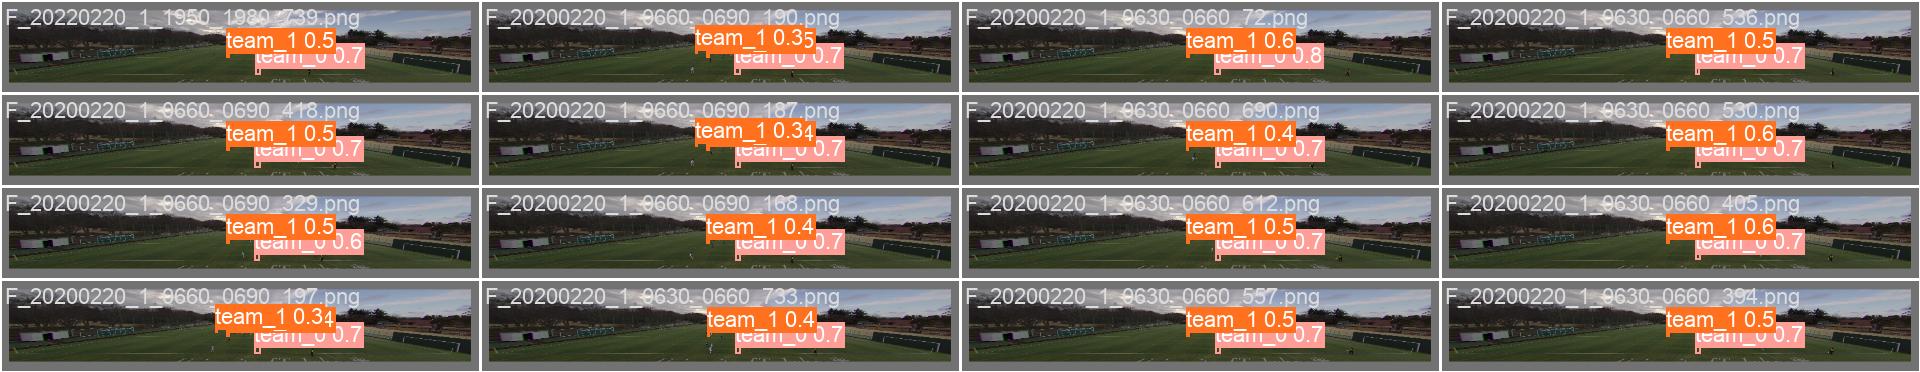 F_20220220_1_1950_1980_739.png
team_1 0.5
team_0 0.7
F_20200220_1_0660_0690_190.png
team_1 0.35
team_0 0.7
F_20200220_1_0630_0660_72.png
team_1 0.6
team_0 0.8
F_20200220_1_0630_0660_536.png
team_1 0.5
team_0 0.7
F_20200220_1_0660_0690_418.png
team_1 0.5
team_0 0.7
F_20200220_1_0660_0690_187.png
team_1 0.34
team_0 0.7
F_20200220_1_0630_0660_690.png
team_1 0.4
team_0 0.7
F_20200220_1_0630_0660_530.png
team_1 0.6
team_0 0.7
F_20200220_1_0660_0690_329.png
team_1 0.5
team_0 0.6
F_20200220_1_0660_0690_168.png
team_1 0.4
team_0 0.7
F_20200220_1_0630_0660_612.png
team_1 0.5
team_0 0.7
F_20200220_1_0630_0660_405.png
team_1 0.6
team_0 0.7
F_20200220_1_0660_0690_197.png
team_1 0.34
team_0 0.7
F_20200220_1_0630_0660_733.png
team_1 0.4
team_0 0.7
F_20200220_1_0630_0660_557.png
team_1 0.5
team_0 0.7
F_20200220_1_0630_0660_394.png
team_1 0.5
team_0 0.7